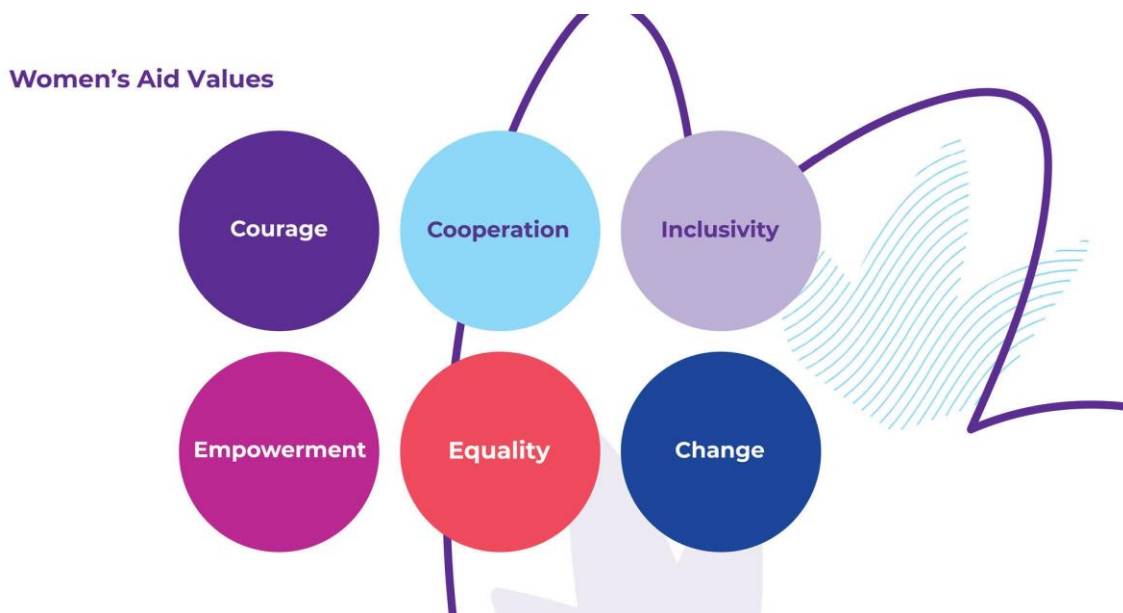 Women’s Aid Values
Courage
Cooperation
Inclusivity
Empowerment
Equality
Change